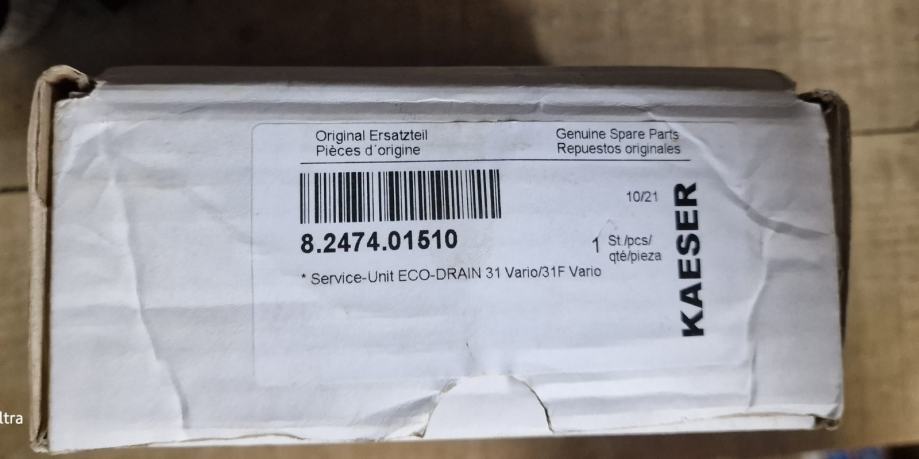 Original Ersatzteil
Pièces d´origine
Genuine Spare Parts
Repuestos originales
10/21
8.2474.01510
1 St./pcs/
qté/pieza
* Service-Unit ECO-DRAIN 31 Vario/31F Vario
KAESER
ltra